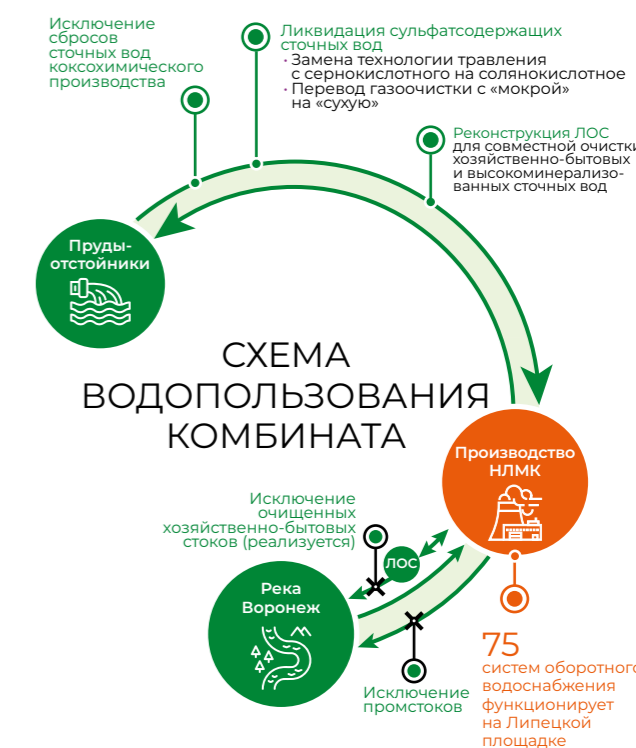 Исключение
сбросов
сточных вод
коксохимического
производства
Ликвидация сульфатсодержащих
сточных вод
· Замена технологии травления
с сернокислотного на солянокислотное
· Перевод газоочистки с «мокрой»
на «сухую»
Реконструкция ЛОС
для совместной очистки
хозяйственно-бытовых
и высокоминерализо-
ванных сточных вод
Пруды-
отстойники
СХЕМА
ВОДОПОЛЬЗОВАНИЯ
КОМБИНАТА
Производство
НЛМК
Исключение
очищенных
хозяйственно-бытовых
стоков (реализуется)
ЛОС
Река
Воронеж
Исключение
промстоков
75
систем оборотного
водоснабжения
функционирует
на Липецкой
площадке